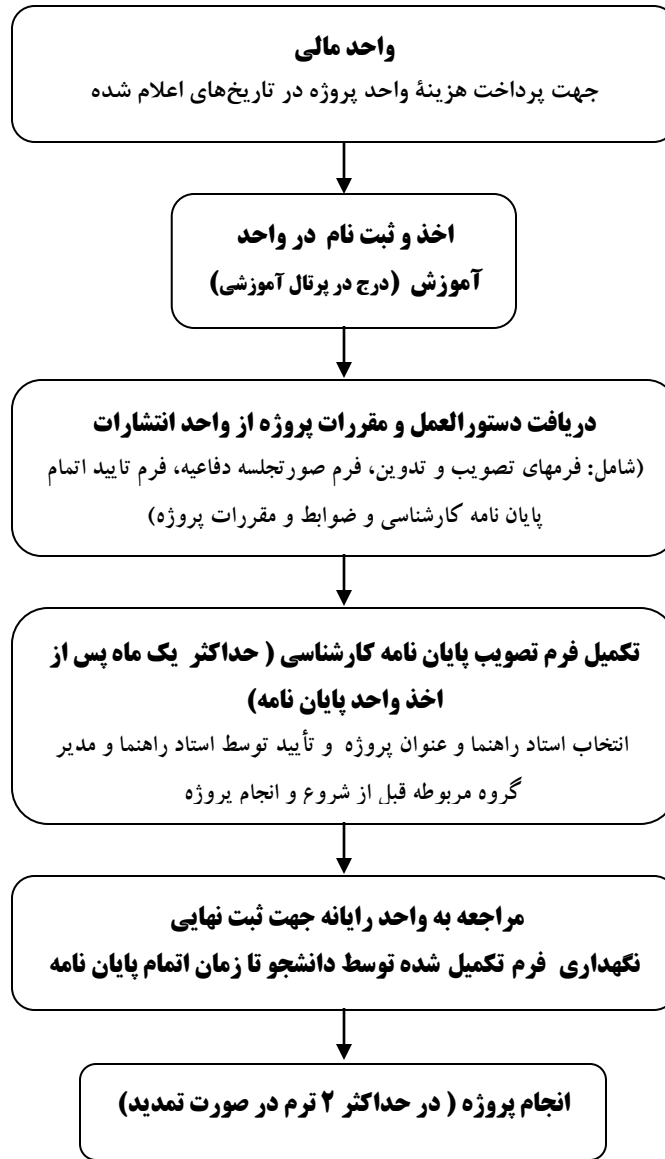 واحد مالی
جهت پرداخت هزینۀ واحد پروژه در تاریخ‌های اعلام شده
اخذ و ثبت نام در واحد
آموزش (درج در پرتال آموزشی)
دریافت دستورالعمل و مقررات پروژه از واحد انتشارات
(شامل: فرمهای تصویب و تدوین، فرم صورتجلسه دفاعیه، فرم تایید اتمام
پایان نامه کارشناسی و ضوابط و مقررات پروژه)
تکمیل فرم تصویب پایان نامه کارشناسی ( حداکثر یک ماه پس از
اخذ واحد پایان نامه)
انتخاب استاد راهنما و عنوان پروژه و تأیید توسط استاد راهنما و مدیر
گروه مربوطه قبل از شروع و انجام پروژه
مراجعه به واحد رایانه جهت ثبت نهایی
نگهداری فرم تکمیل شده توسط دانشجو تا زمان اتمام پایان نامه
انجام پروژه ( در حداکثر ۲ ترم در صورت تمدید)